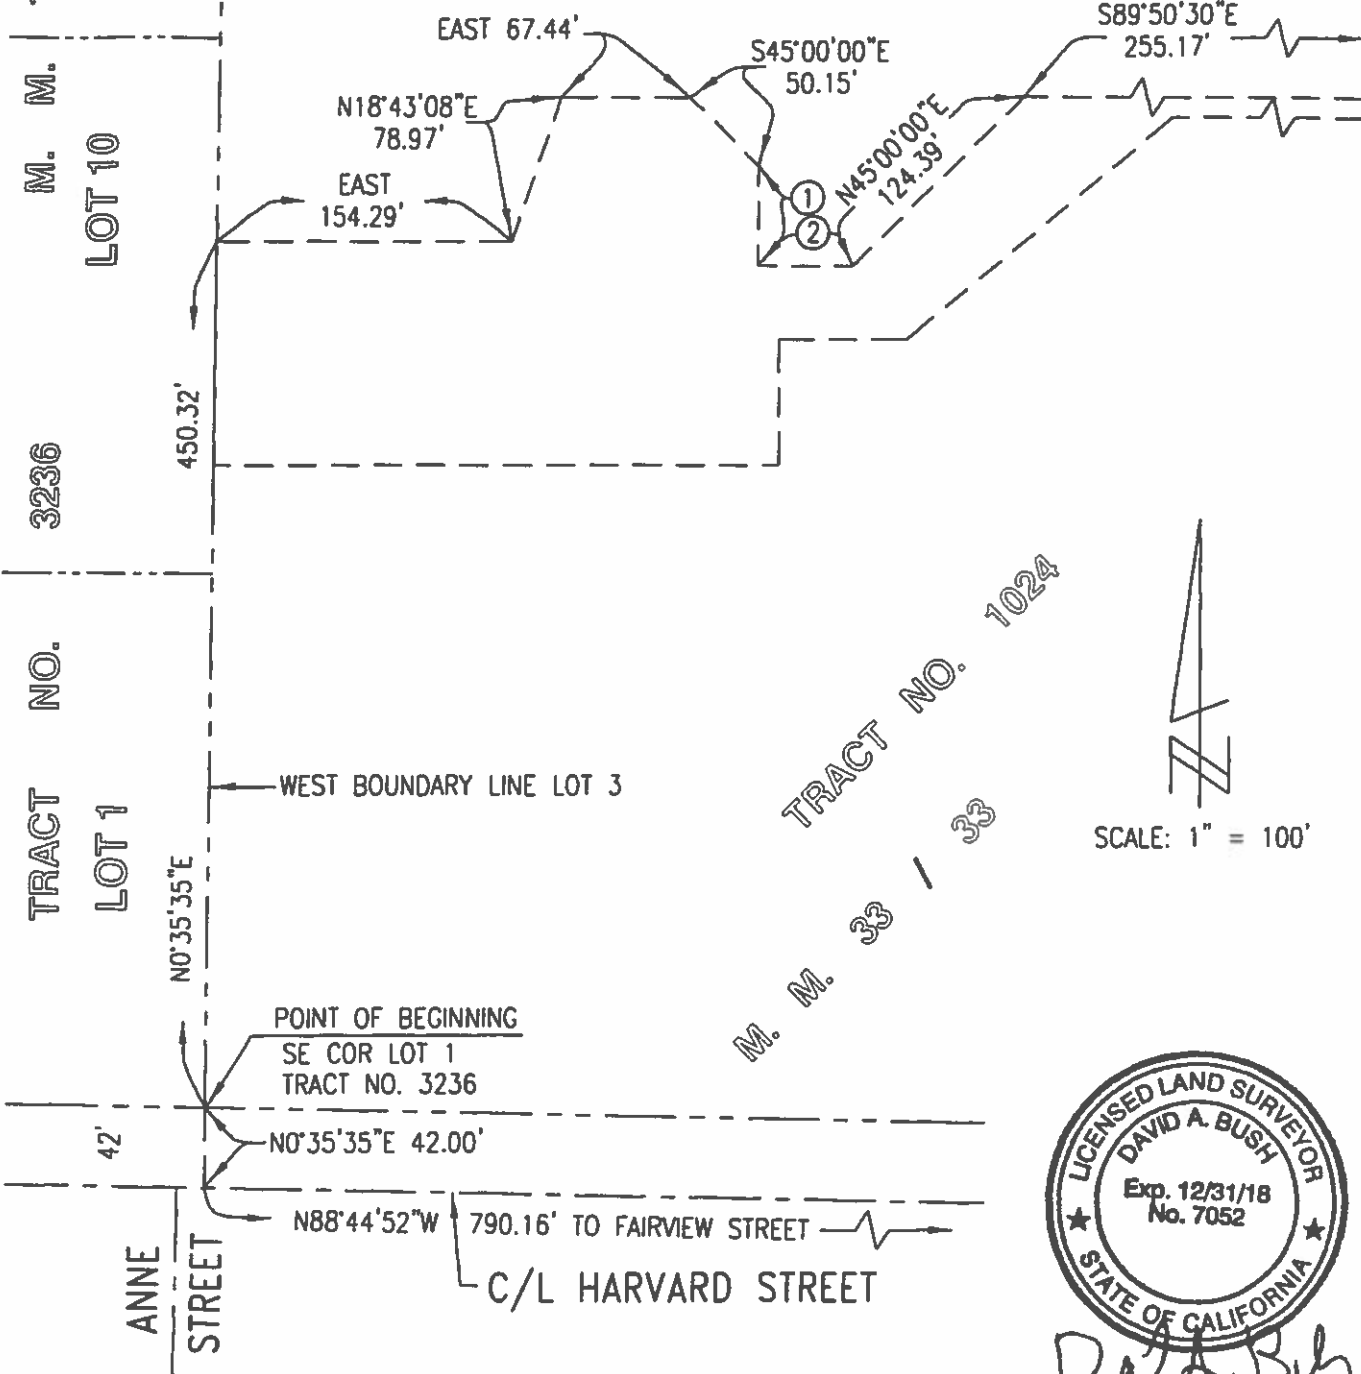 EAST 67.44'
S89°50'30"E
255.17'
S45°00'00"E
50.15'
N18°43'08"E
78.97'
N45°00'00"E
124.39'
EAST
154.29'
1
2
M. M.
LOT 10
450.32'
3236
TRACT NO.
LOT 1
TRACT NO. 1024
M. M. 33 / 33
SCALE: 1" = 100'
WEST BOUNDARY LINE LOT 3
N0°35'35"E
POINT OF BEGINNING
SE COR LOT 1
TRACT NO. 3236
42'
N0°35'35"E 42.00'
N88°44'52"W 790.16' TO FAIRVIEW STREET
C/L HARVARD STREET
ANNE
STREET
LICENSED LAND SURVEYOR
DAVID A. BUSH
Exp. 12/31/18
No. 7052
STATE OF CALIFORNIA